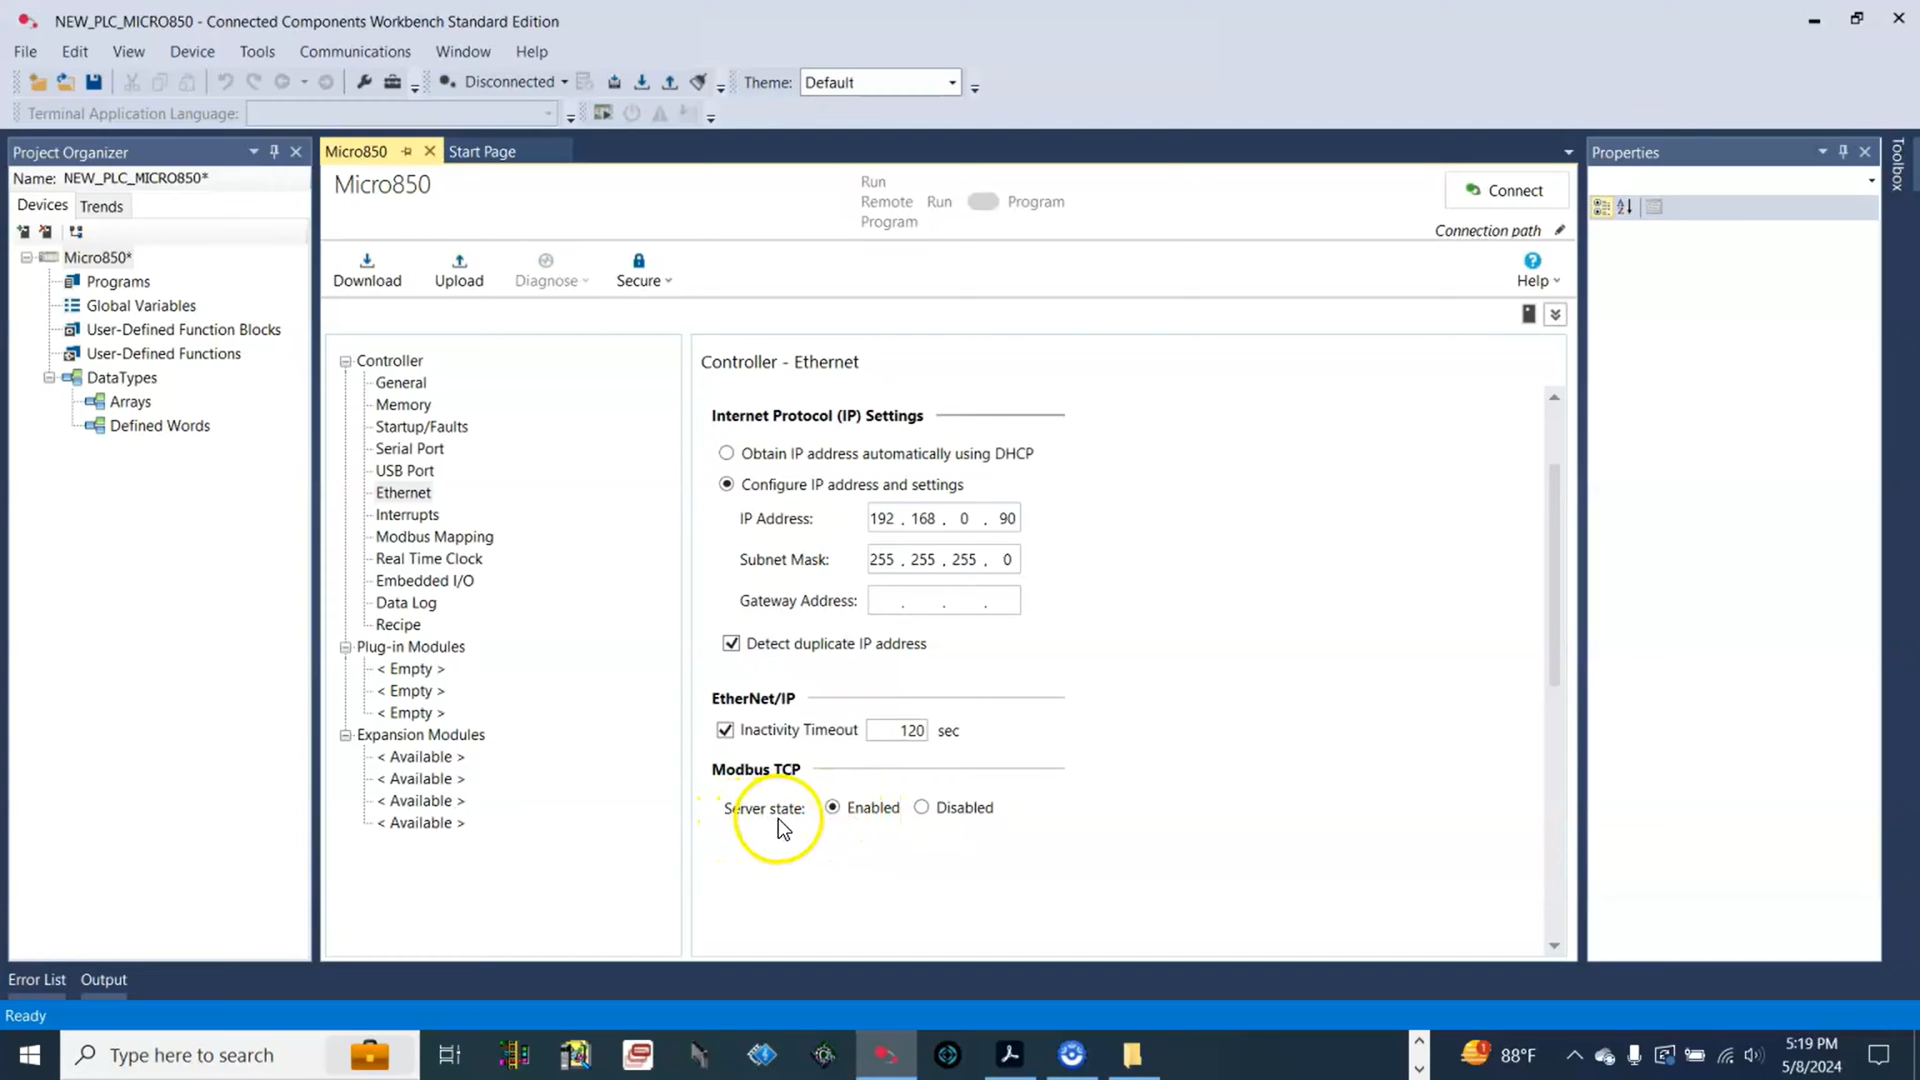 NEW_PLC_MICRO850 - Connected Components Workbench Standard Edition
File Edit View Device Tools Communications Window Help
Disconnected Theme: Default
Terminal Application Language:
Project Organizer
Name: NEW_PLC_MICRO850*
Devices Trends
Micro850*
Programs
Global Variables
User-Defined Function Blocks
User-Defined Functions
DataTypes
Arrays
Defined Words
Micro850 Start Page
Micro850
Run
Remote Run Program
Program
Connect
Connection path
Download Upload Diagnose Secure Help
Controller
General
Memory
Startup/Faults
Serial Port
USB Port
Ethernet
Interrupts
Modbus Mapping
Real Time Clock
Embedded I/O
Data Log
Recipe
Plug-in Modules
< Empty >
< Empty >
< Empty >
Expansion Modules
< Available >
< Available >
< Available >
< Available >
Controller - Ethernet
Internet Protocol (IP) Settings
Obtain IP address automatically using DHCP
Configure IP address and settings
IP Address: 192 . 168 . 0 . 90
Subnet Mask: 255 . 255 . 255 . 0
Gateway Address: . . .
Detect duplicate IP address
EtherNet/IP
Inactivity Timeout 120 sec
Modbus TCP
Server state: Enabled Disabled
Properties
Toolbox
Error List Output
Ready
Type here to search
88°F
5:19 PM
5/8/2024